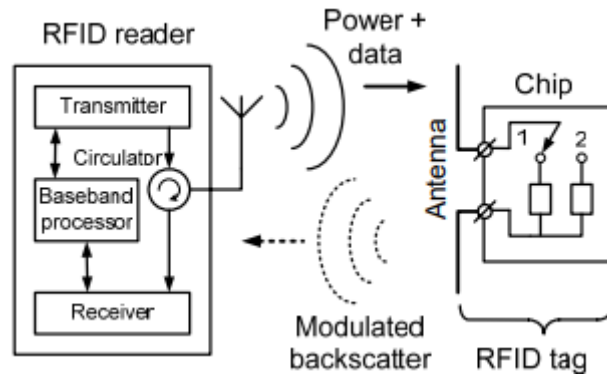 RFID reader
Transmitter
Circulator
Baseband
processor
Receiver
Power +
data
Modulated
backscatter
Antenna
Chip
1 2
RFID tag